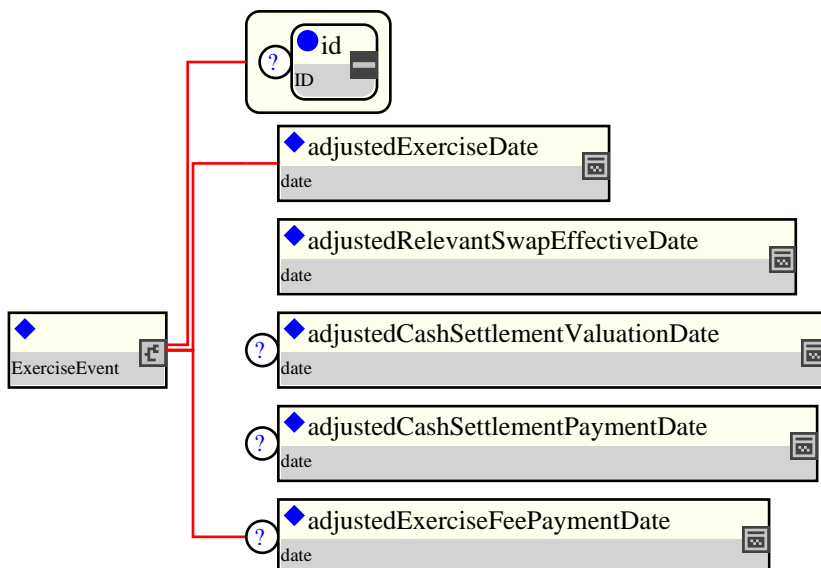 ? id
ID
adjustedExerciseDate
date
adjustedRelevantSwapEffectiveDate
date
ExerciseEvent
? adjustedCashSettlementValuationDate
date
? adjustedCashSettlementPaymentDate
date
? adjustedExerciseFeePaymentDate
date